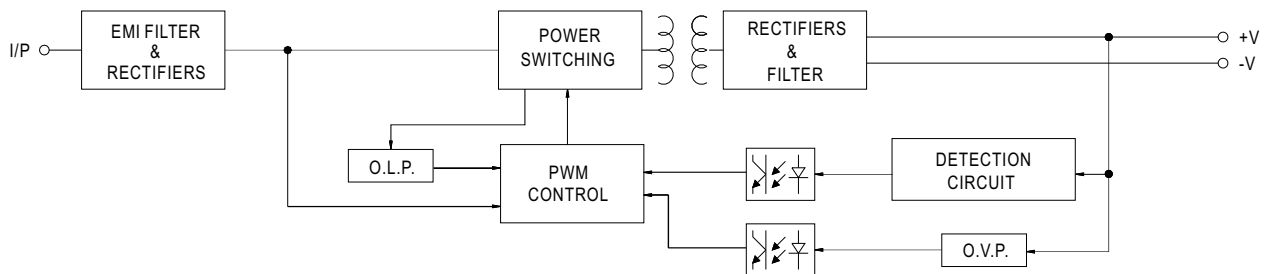 I/P
EMI FILTER
&
RECTIFIERS
POWER
SWITCHING
RECTIFIERS
&
FILTER
+V
-V
O.L.P.
PWM
CONTROL
DETECTION
CIRCUIT
O.V.P.